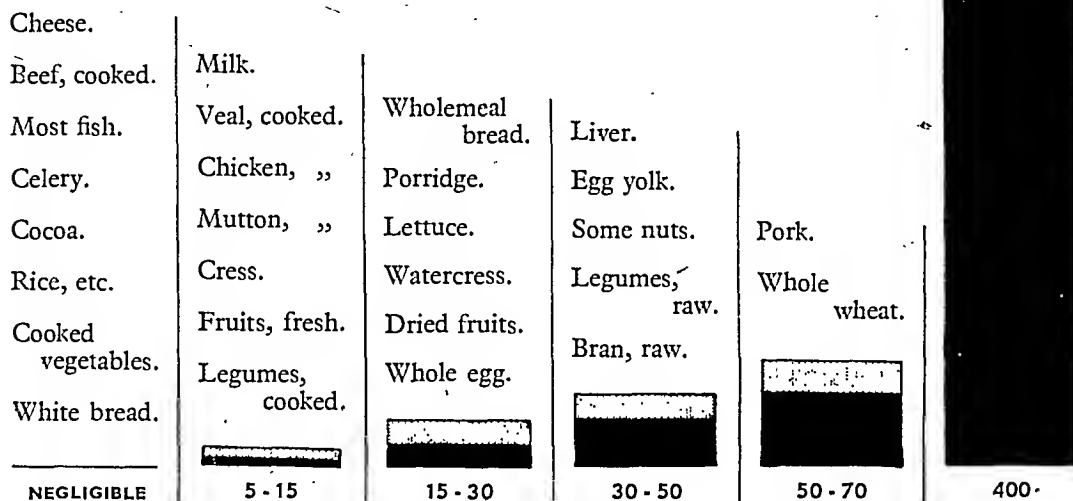 Cheese.
Beef, cooked.
Most fish.
Celery.
Cocoa.
Rice, etc.
Cooked
vegetables.
White bread.
NEGLIGIBLE
Milk.
Veal, cooked.
Chicken, „
Mutton, „
Cress.
Fruits, fresh.
Legumes,
cooked.
5 - 15
Wholemeal
bread.
Porridge.
Lettuce.
Watercress.
Dried fruits.
Whole egg.
15 - 30
Liver.
Egg yolk.
Some nuts.
Legumes,
raw.
Bran, raw.
30 - 50
Pork.
Whole
wheat.
50 - 70
400-